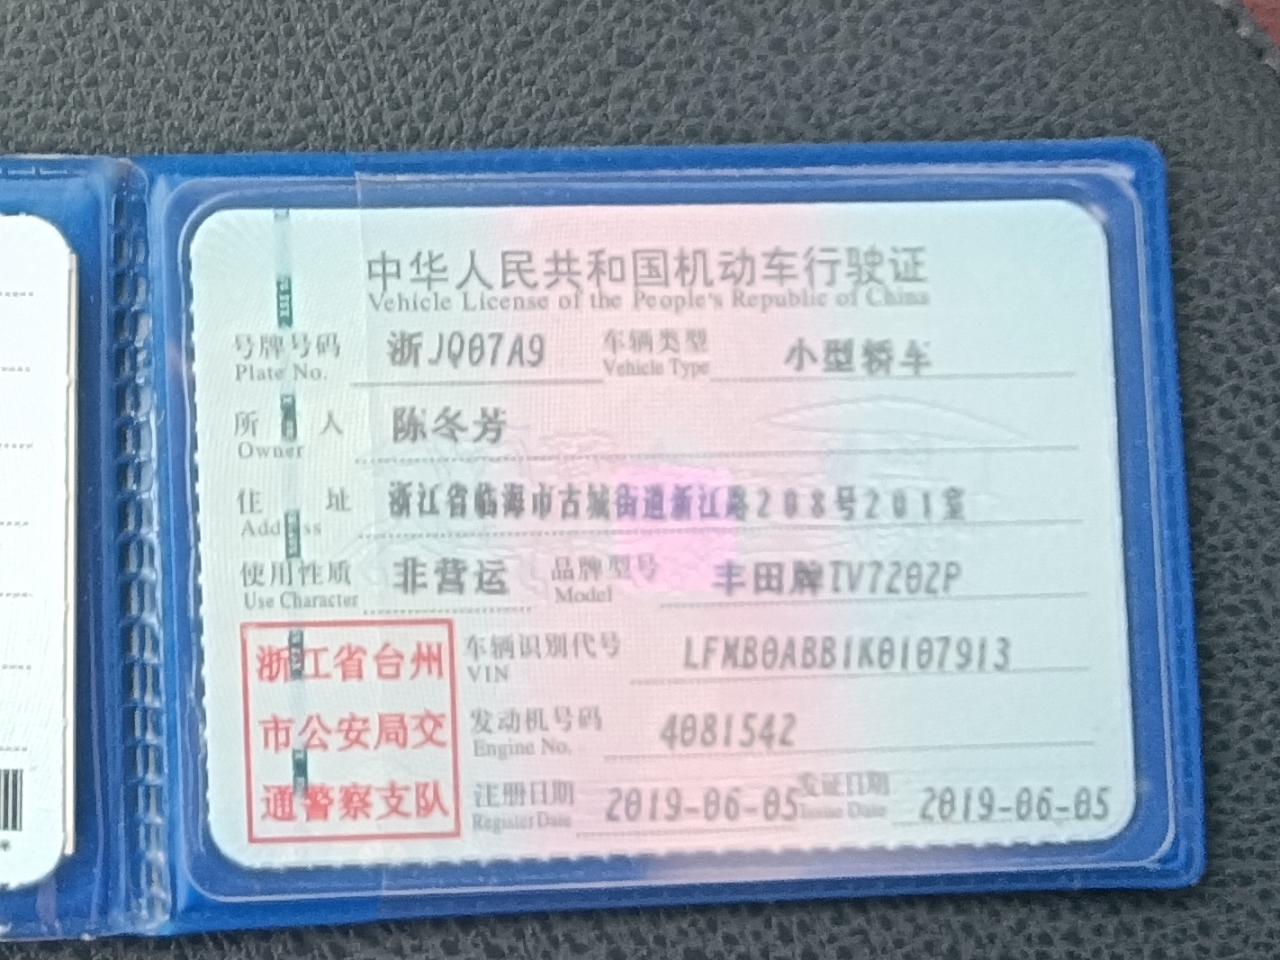 中华人民共和国机动车行驶证
Vehicle License of the People's Republic of China
号牌号码 浙JQ07A9 车辆类型 小型轿车
Plate No. Vehicle Type
所 人 陈冬芳
Owner
住 址 浙江省临海市古城街道浙江路208号201室
Address
使用性质 非营运 品牌型号 丰田牌TV7202P
Use Character Model
浙江省台州 车辆识别代号 LFMB0ABB1K0107913
VIN
市公安局交 发动机号码 4081542
Engine No.
通警察支队 注册日期 2019-06-05 发证日期 2019-06-05
Register Date Issue Date